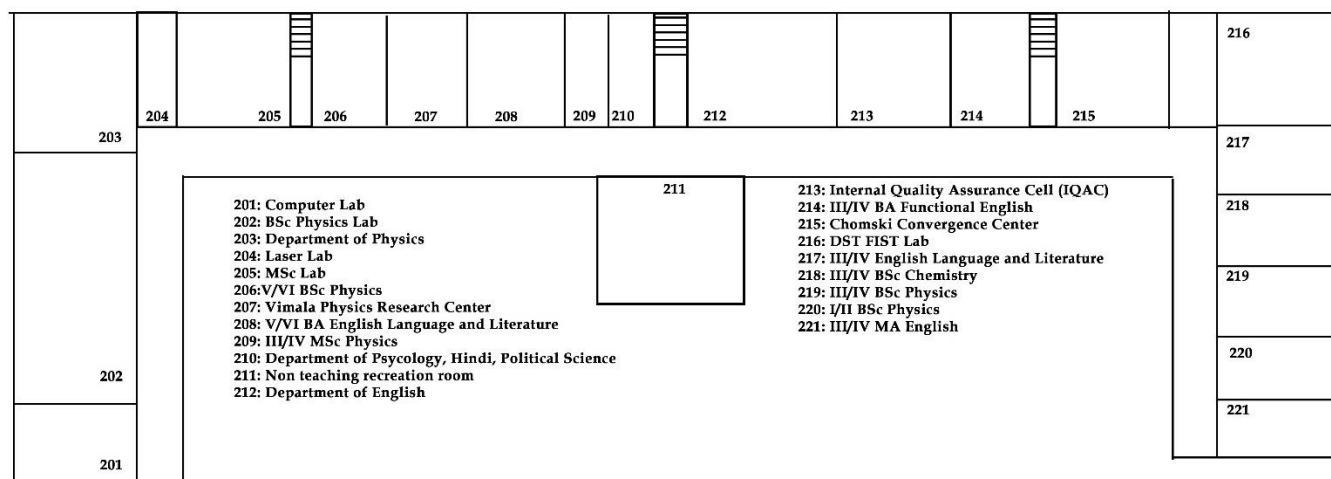 216
204 205 206 207 208 209 210 212 213 214 215
203
217
211
201: Computer Lab
202: BSc Physics Lab
203: Department of Physics
204: Laser Lab
205: MSc Lab
206:V/VI BSc Physics
207: Vimala Physics Research Center
208: V/VI BA English Language and Literature
209: III/IV MSc Physics
210: Department of Psycology, Hindi, Political Science
211: Non teaching recreation room
212: Department of English
213: Internal Quality Assurance Cell (IQAC)
214: III/IV BA Functional English
215: Chomski Convergence Center
216: DST FIST Lab
217: III/IV English Language and Literature
218: III/IV BSc Chemistry
219: III/IV BSc Physics
220: I/II BSc Physics
221: III/IV MA English
218
219
220
202
221
201